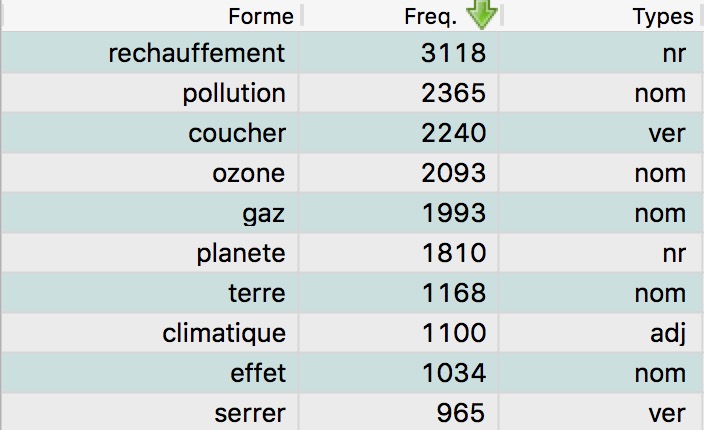 Forme Freq. Types
rechauffement 3118 nr
pollution 2365 nom
coucher 2240 ver
ozone 2093 nom
gaz 1993 nom
planete 1810 nr
terre 1168 nom
climatique 1100 adj
effet 1034 nom
serrer 965 ver